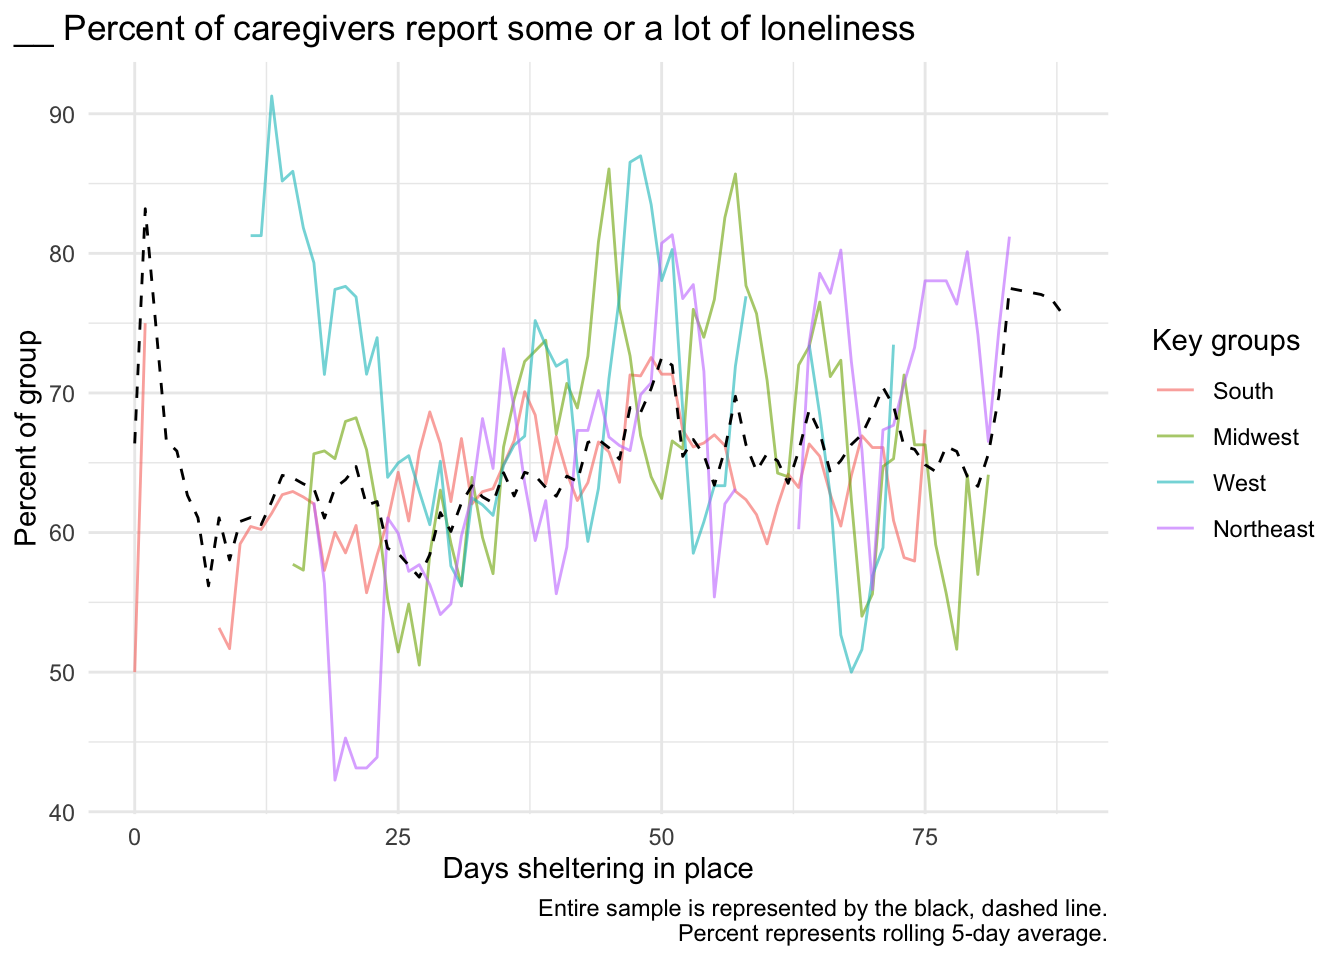 __ Percent of caregivers report some or a lot of loneliness
Percent of group
90
80
70
60
50
40
0
25
50
75
Days sheltering in place
Key groups
South
Midwest
West
Northeast
Entire sample is represented by the black, dashed line.
Percent represents rolling 5-day average.